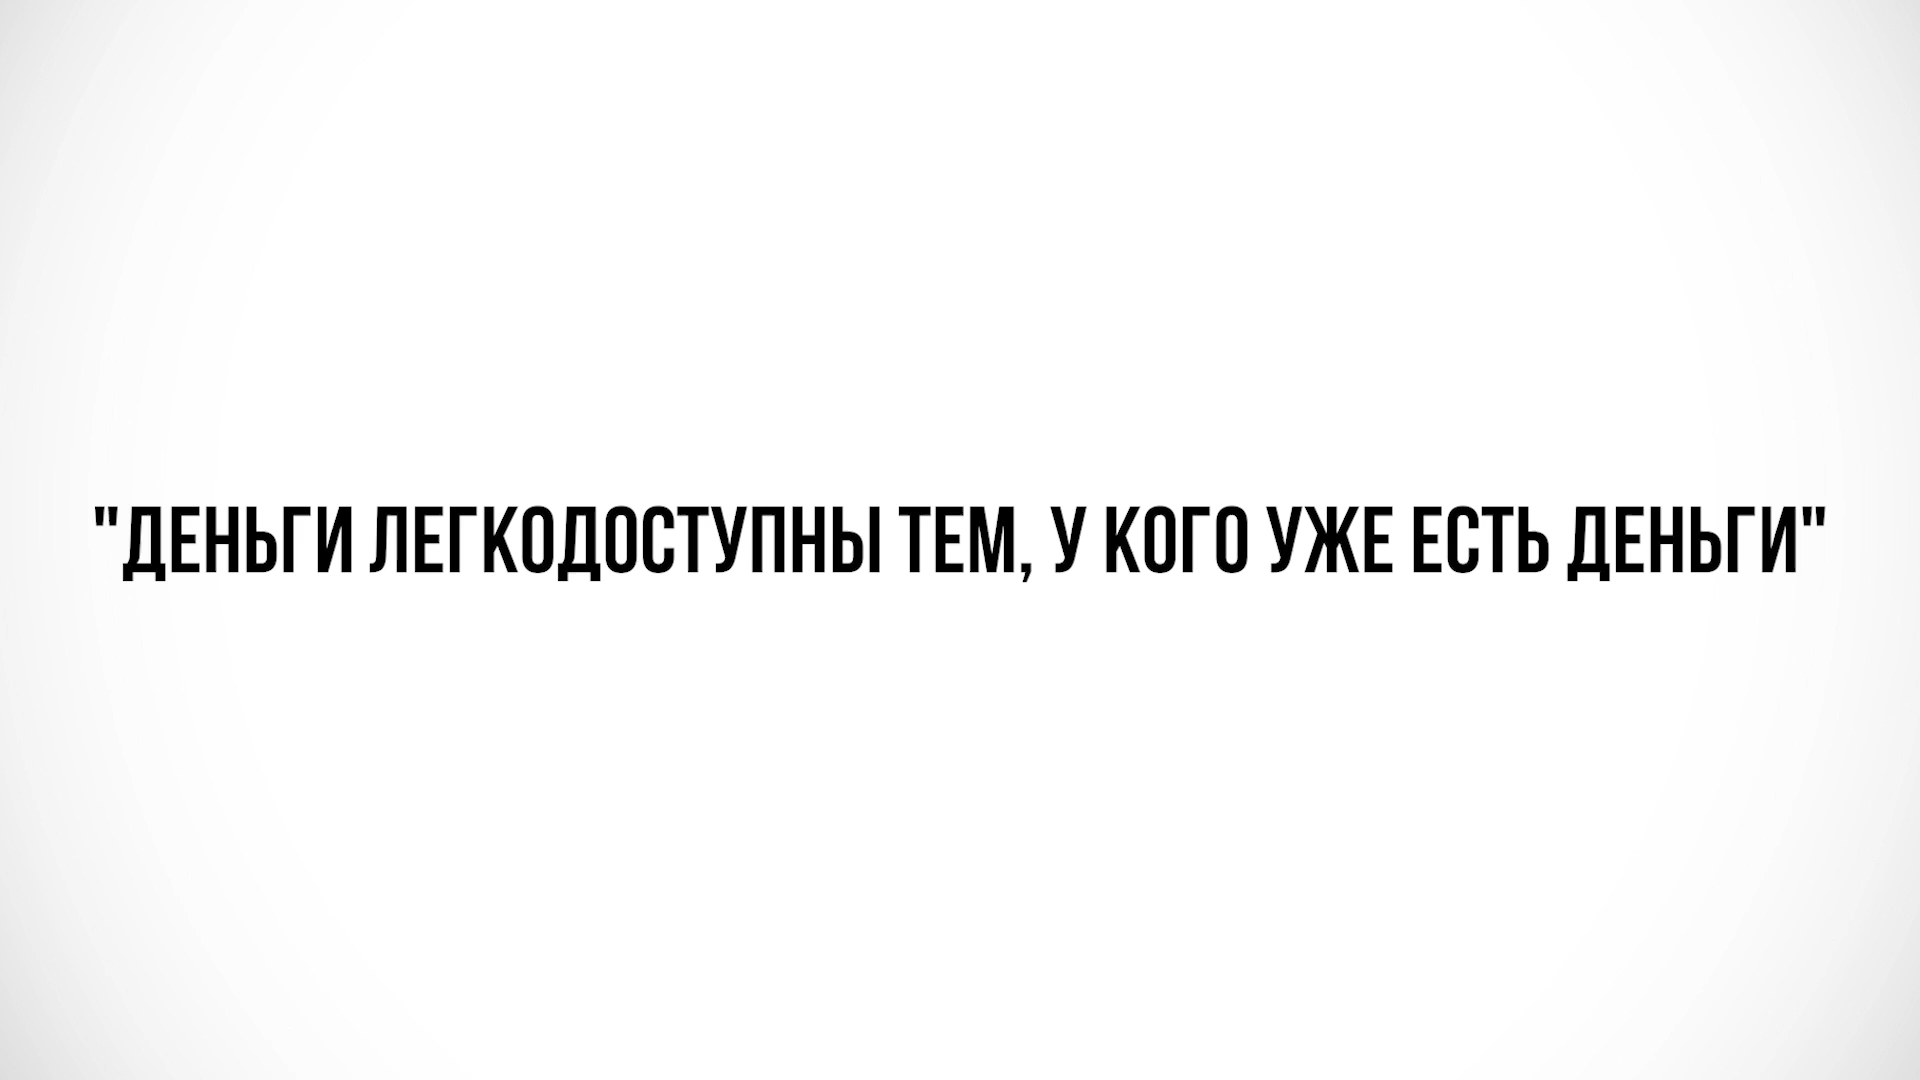 "ДЕНЬГИ ЛЕГКОДОСТУПНЫ ТЕМ, У КОГО УЖЕ ЕСТЬ ДЕНЬГИ"